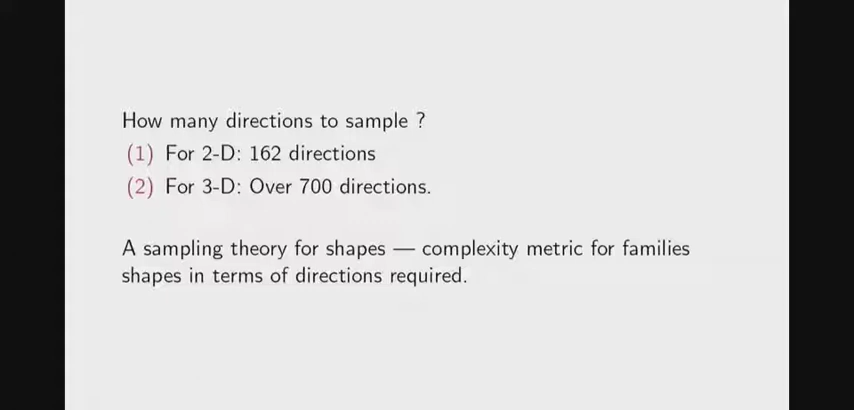 How many directions to sample ?
(1) For 2-D: 162 directions
(2) For 3-D: Over 700 directions.
A sampling theory for shapes — complexity metric for families
shapes in terms of directions required.